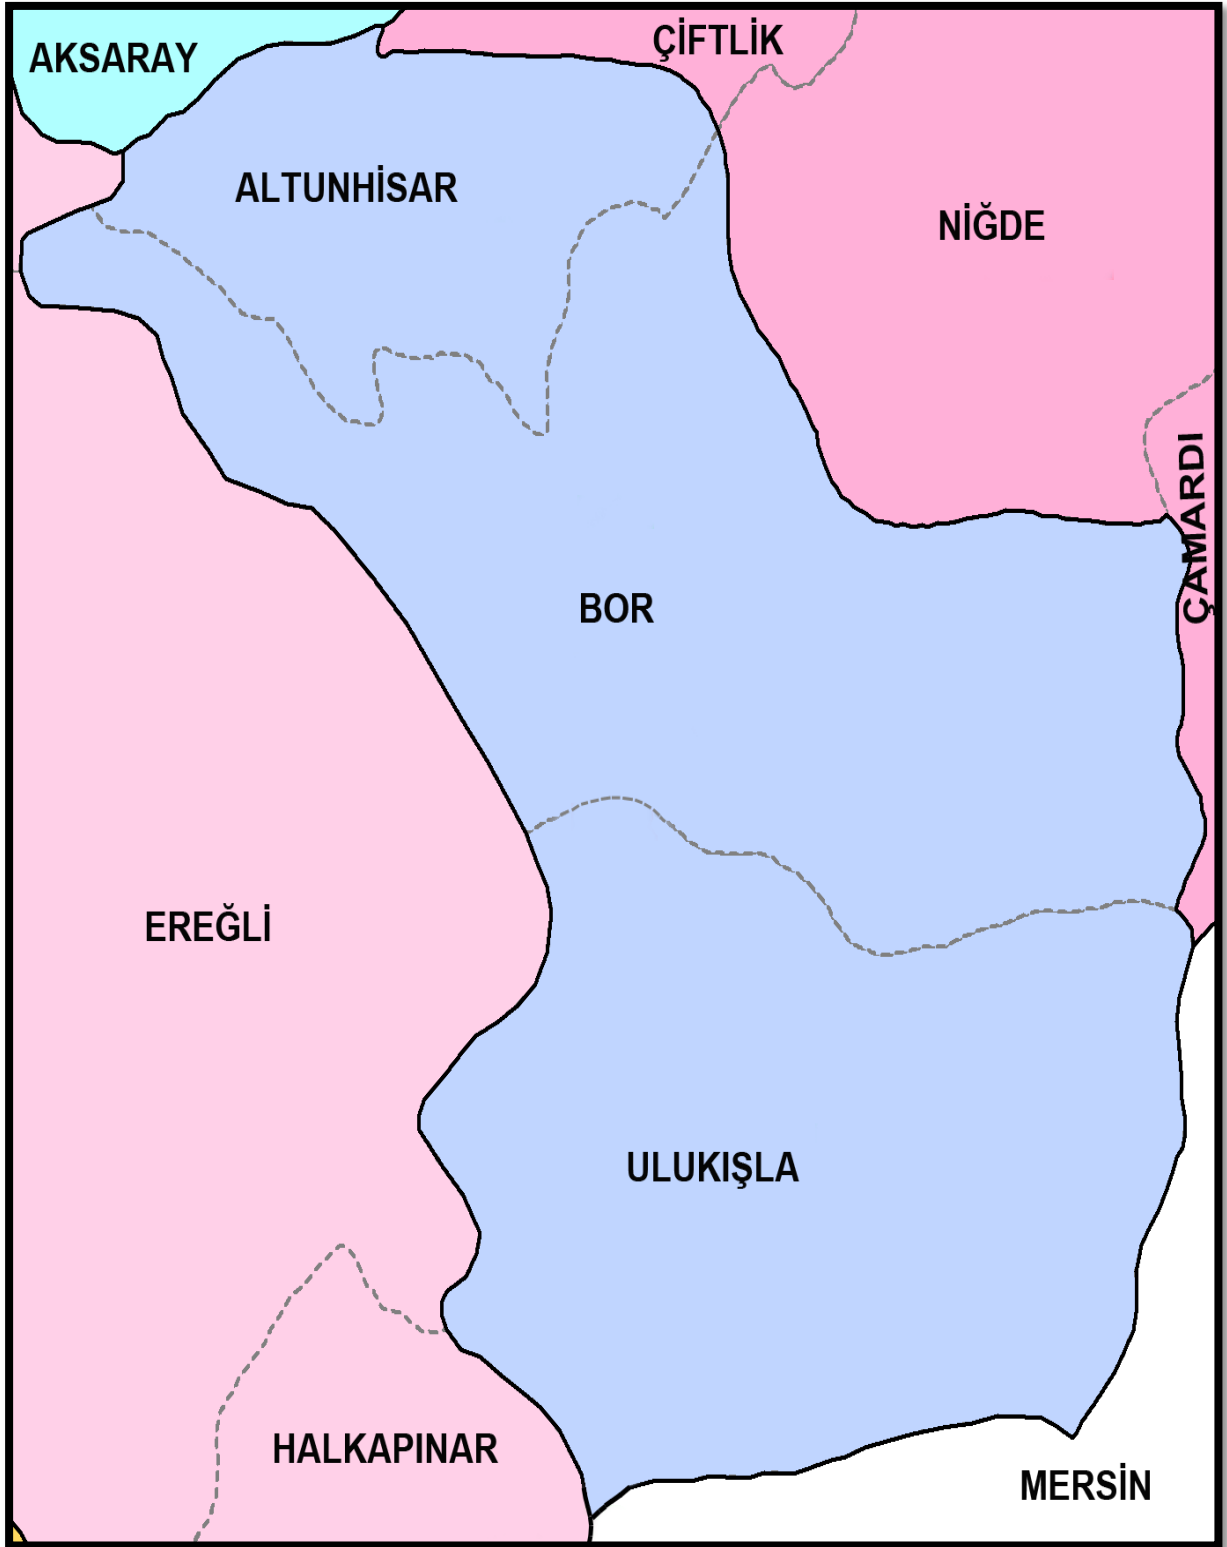 AKSARAY
ÇİFTLİK
ALTUNHİSAR
NİĞDE
ÇAMARDI
BOR
EREĞLİ
ULUKIŞLA
HALKAPINAR
MERSİN